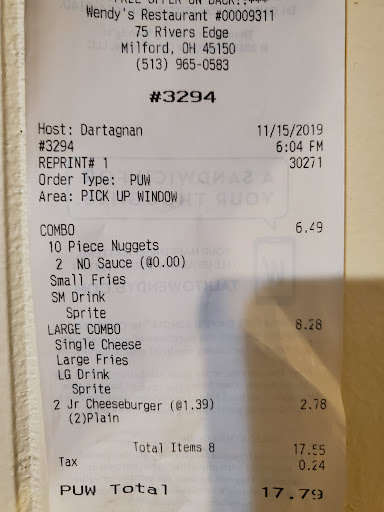 FREE OFFER ON BACK!:***
Wendy's Restaurant #00009311
75 Rivers Edge
Milford, OH 45150
(513) 965-0583
#3294
Host: Dartagnan 11/15/2019
#3294 6:04 PM
REPRINT# 1 30271
Order Type: PUW
Area: PICK UP WINDOW
COMBO 6.49
10 Piece Nuggets
2 NO Sauce (@0.00)
Small Fries
SM Drink
Sprite
LARGE COMBO 8.28
Single Cheese
Large Fries
LG Drink
Sprite
2 Jr Cheeseburger (@1.39) 2.78
(2)Plain
Total Items 8 17.55
Tax 0.24
PUW Total 17.79